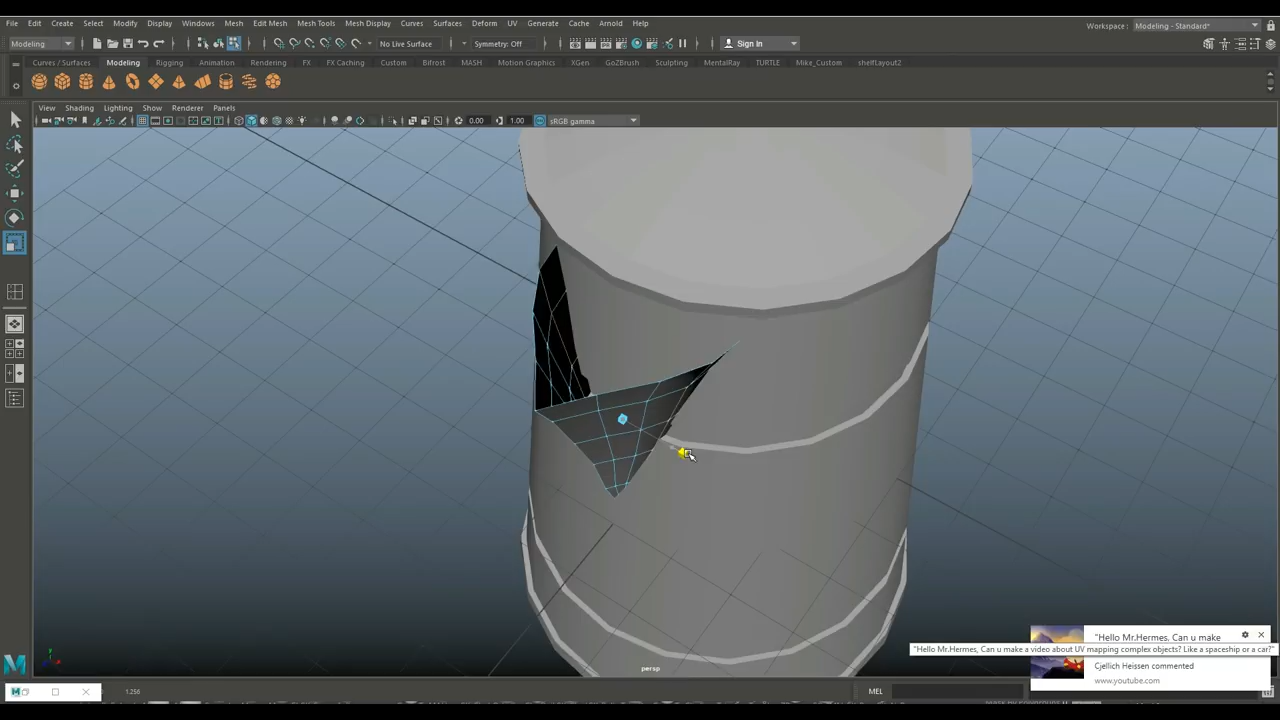 File Edit Create Select Modify Display Windows Mesh Edit Mesh Mesh Tools Mesh Display Curves Surfaces Deform UV Generate Cache Arnold Help
Workspace : Modeling - Standard*
Modeling No Live Surface Symmetry: Off Sign In
Curves / Surfaces Modeling Rigging Animation Rendering FX FX Caching Custom Bifrost MASH Motion Graphics XGen GoZBrush Sculpting MentalRay TURTLE Mike_Custom shelfLayout2
View Shading Lighting Show Renderer Panels
0.00 1.00 sRGB gamma
"Hello Mr.Hermes, Can u make
"Hello Mr.Hermes, Can u make a video about UV mapping complex objects? Like a spaceship or a car?"
Cjellich Heissen commented
www.youtube.com
persp
M
1.256
MEL